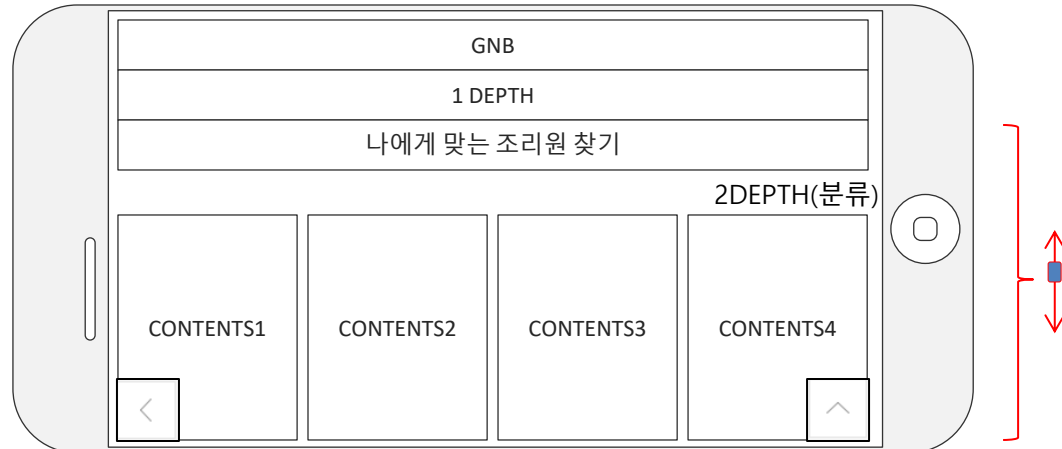 GNB
1 DEPTH
나에게 맞는 조리원 찾기
2DEPTH(분류)
CONTENTS1
CONTENTS2
CONTENTS3
CONTENTS4